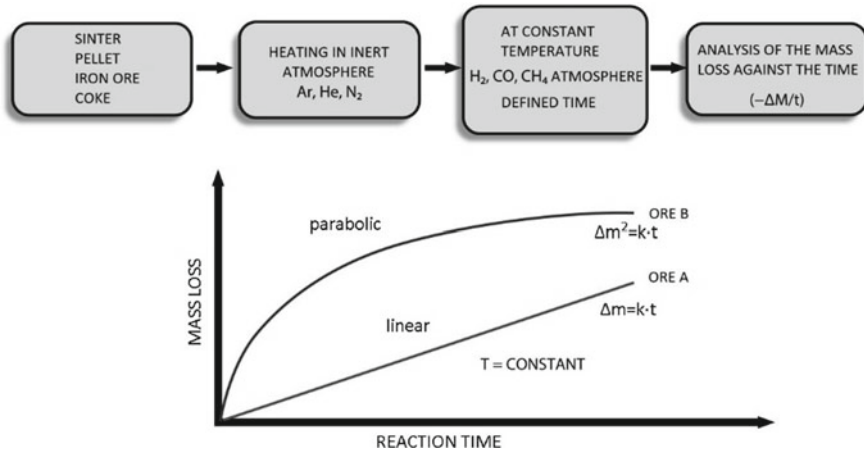 SINTER
PELLET
IRON ORE
COKE
HEATING IN INERT
ATMOSPHERE
Ar, He, N₂
AT CONSTANT
TEMPERATURE
H₂, CO, CH₄ ATMOSPHERE
DEFINED TIME
ANALYSIS OF THE MASS
LOSS AGAINST THE TIME
(−ΔM/t)
MASS LOSS
parabolic
ORE B
Δm²=k·t
ORE A
Δm=k·t
linear
T = CONSTANT
REACTION TIME